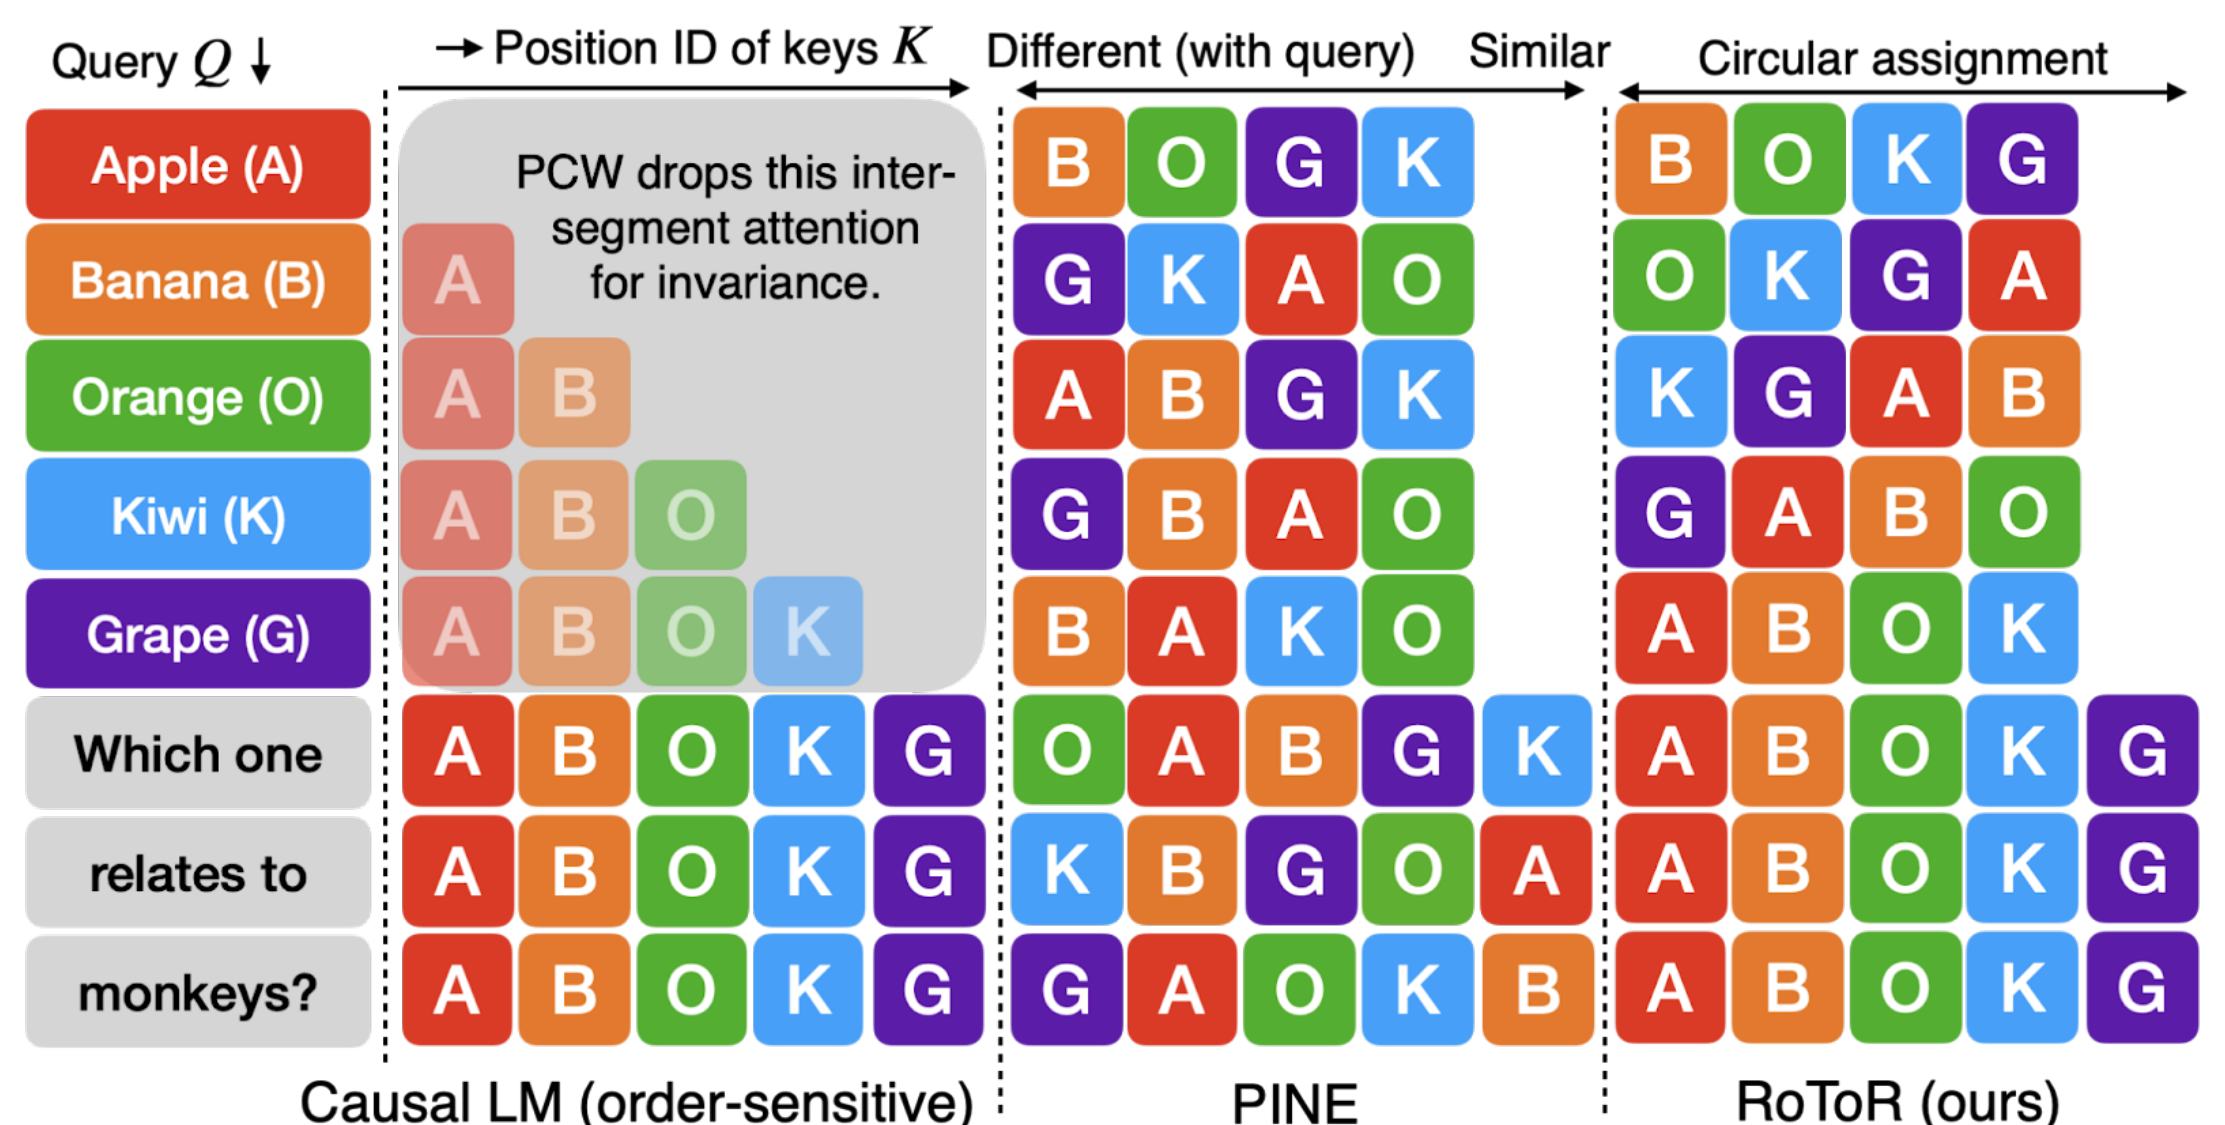 Query Q ↓ → Position ID of keys K Different (with query) Similar Circular assignment
PCW drops this inter-
segment attention
for invariance.
Apple (A) B O G K B O K G
Banana (B) A G K A O O K G A
Orange (O) A B A B G K K G A B
Kiwi (K) A B O G B A O G A B O
Grape (G) A B O K B A K O A B O K
Which one A B O K G O A B G K A B O K G
relates to A B O K G K B G O A A B O K G
monkeys? A B O K G G A O K B A B O K G
Causal LM (order-sensitive) PINE RoToR (ours)